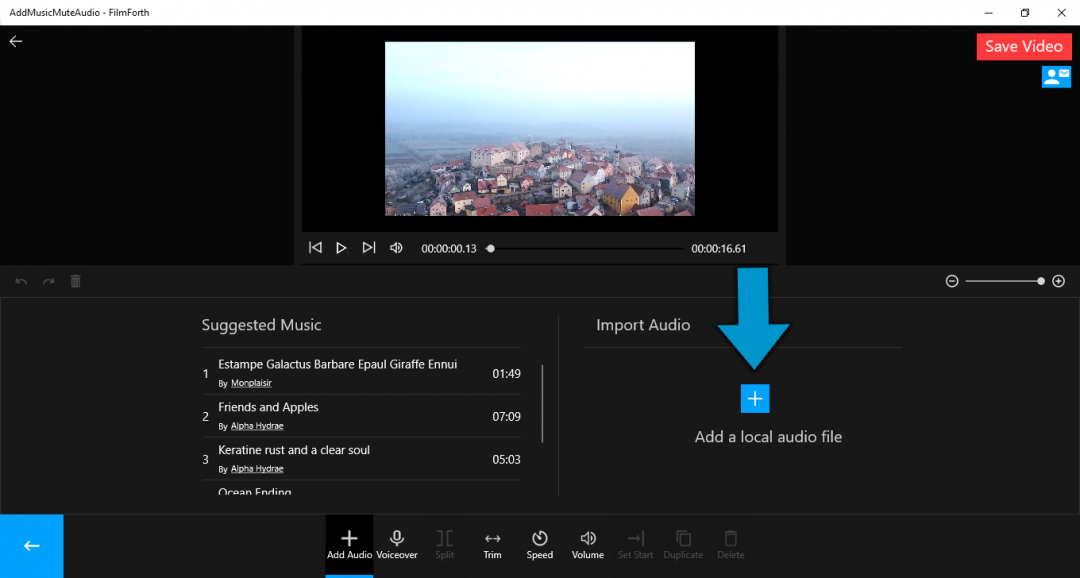 AddMusicMuteAudio - FilmForth
Save Video
00:00:00.13
00:00:16.61
Suggested Music
1 Estampe Galactus Barbare Epaul Giraffe Ennui 01:49
By Monplaisir
2 Friends and Apples 07:09
By Alpha Hydrae
3 Keratine rust and a clear soul 05:03
By Alpha Hydrae
Ocean Ending
Import Audio
Add a local audio file
Add Audio
Voiceover
Split
Trim
Speed
Volume
Set Start
Duplicate
Delete